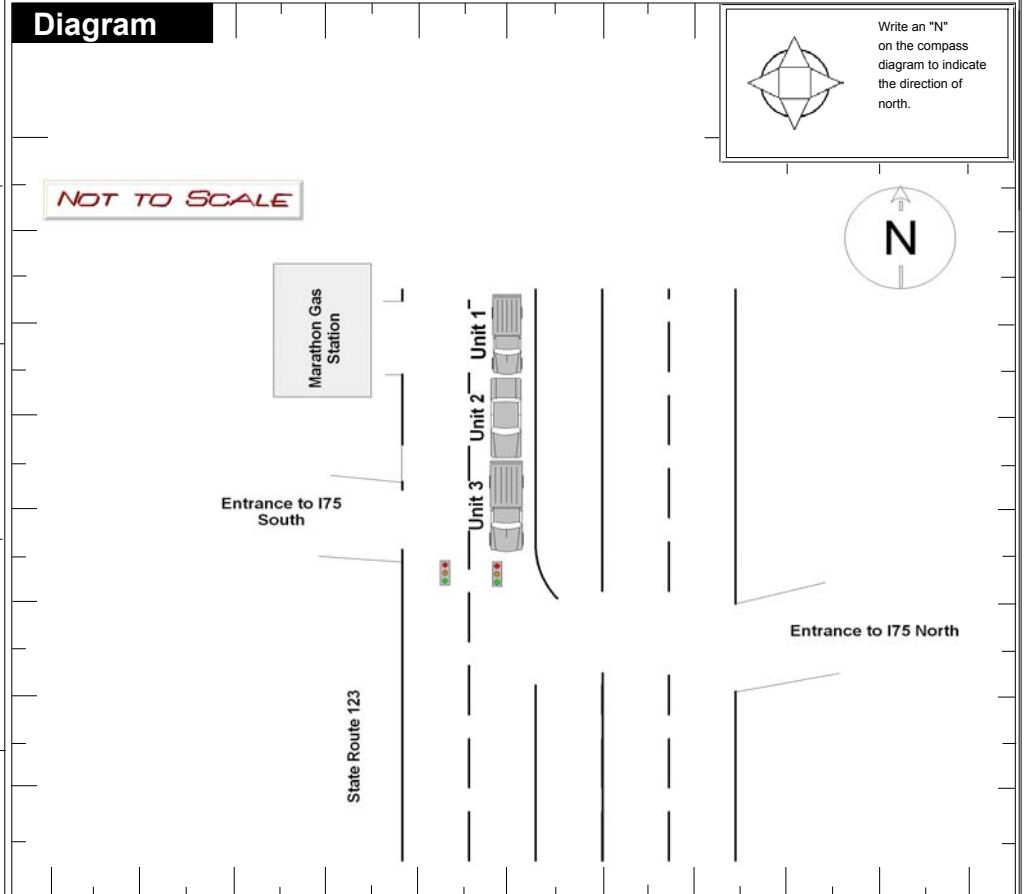 Diagram
Write an "N"
on the compass
diagram to indicate
the direction of
north.
NOT TO SCALE
N
Marathon Gas
Station
Unit 1
Unit 2
Unit 3
Entrance to I75
South
Entrance to I75 North
State Route 123